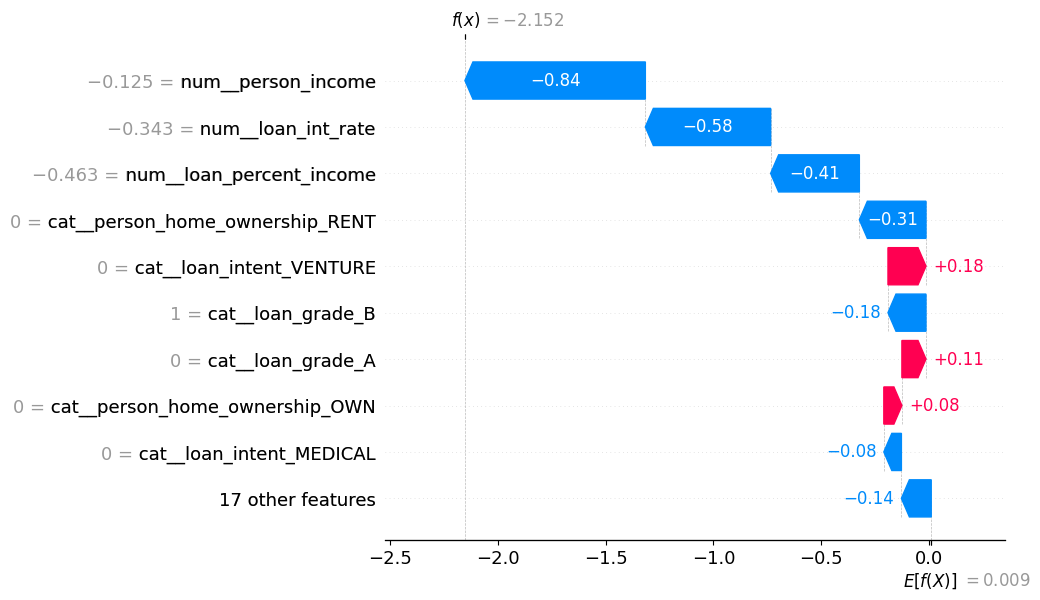 f(x) = −2.152
−0.125 = num__person_income −0.84
−0.343 = num__loan_int_rate −0.58
−0.463 = num__loan_percent_income −0.41
0 = cat__person_home_ownership_RENT −0.31
0 = cat__loan_intent_VENTURE +0.18
1 = cat__loan_grade_B −0.18
0 = cat__loan_grade_A +0.11
0 = cat__person_home_ownership_OWN +0.08
0 = cat__loan_intent_MEDICAL −0.08
17 other features −0.14
−2.5 −2.0 −1.5 −1.0 −0.5 0.0
E[f(X)] = 0.009